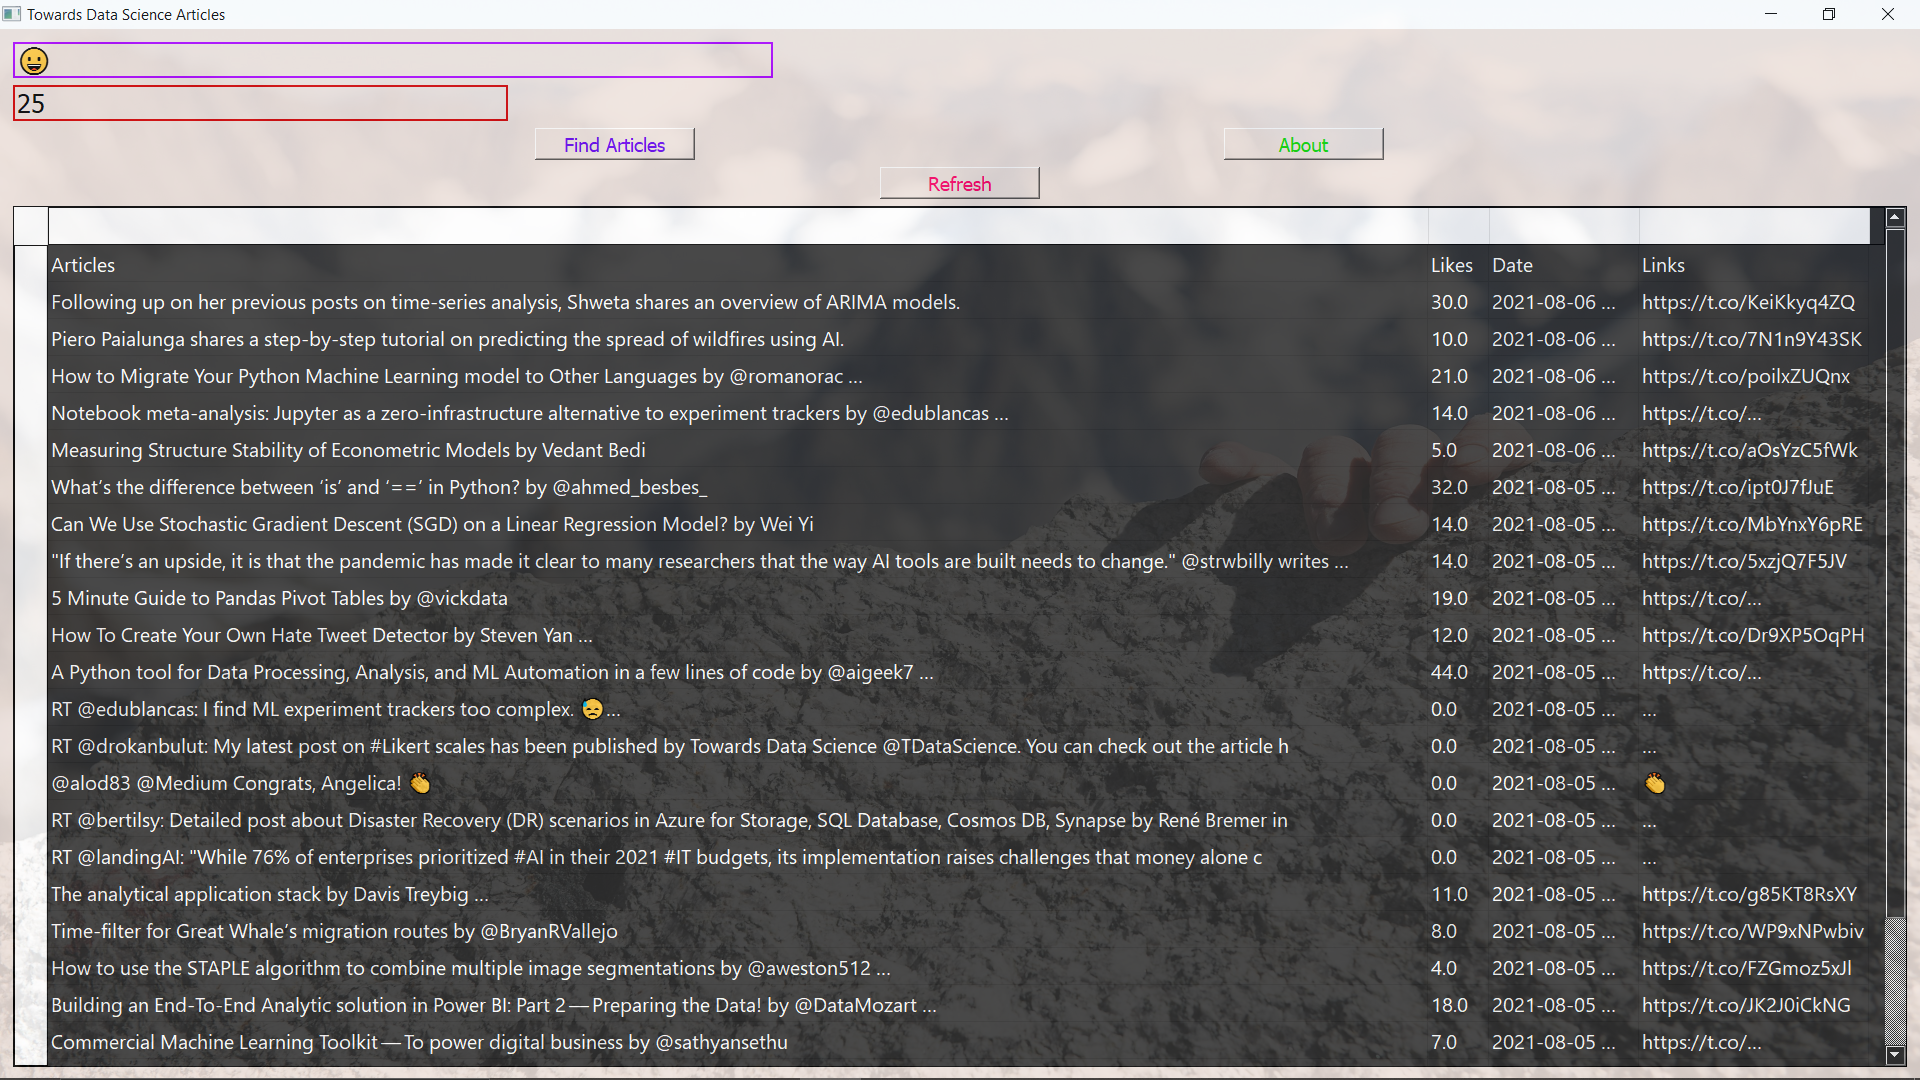 Towards Data Science Articles
😀
25
Find Articles About
Refresh
Articles Likes Date Links
Following up on her previous posts on time-series analysis, Shweta shares an overview of ARIMA models. 30.0 2021-08-06 ... https://t.co/KeiKkyq4ZQ
Piero Paialunga shares a step-by-step tutorial on predicting the spread of wildfires using AI. 10.0 2021-08-06 ... https://t.co/7N1n9Y43SK
How to Migrate Your Python Machine Learning model to Other Languages by @romanorac ... 21.0 2021-08-06 ... https://t.co/poilxZUQnx
Notebook meta-analysis: Jupyter as a zero-infrastructure alternative to experiment trackers by @edublancas ... 14.0 2021-08-06 ... https://t.co/...
Measuring Structure Stability of Econometric Models by Vedant Bedi 5.0 2021-08-06 ... https://t.co/aOsYzC5fWk
What’s the difference between ‘is’ and ‘==’ in Python? by @ahmed_besbes_ 32.0 2021-08-05 ... https://t.co/ipt0J7fJuE
Can We Use Stochastic Gradient Descent (SGD) on a Linear Regression Model? by Wei Yi 14.0 2021-08-05 ... https://t.co/MbYnxY6pRE
"If there’s an upside, it is that the pandemic has made it clear to many researchers that the way AI tools are built needs to change." @strwbilly writes ... 14.0 2021-08-05 ... https://t.co/5xzjQ7F5JV
5 Minute Guide to Pandas Pivot Tables by @vickdata 19.0 2021-08-05 ... https://t.co/...
How To Create Your Own Hate Tweet Detector by Steven Yan ... 12.0 2021-08-05 ... https://t.co/Dr9XP5OqPH
A Python tool for Data Processing, Analysis, and ML Automation in a few lines of code by @aigeek7 ... 44.0 2021-08-05 ... https://t.co/...
RT @edublancas: I find ML experiment trackers too complex. 😓... 0.0 2021-08-05 ... ...
RT @drokanbulut: My latest post on #Likert scales has been published by Towards Data Science @TDataScience. You can check out the article h 0.0 2021-08-05 ... ...
@alod83 @Medium Congrats, Angelica! 👏 0.0 2021-08-05 ... 👏
RT @bertilsy: Detailed post about Disaster Recovery (DR) scenarios in Azure for Storage, SQL Database, Cosmos DB, Synapse by René Bremer in 0.0 2021-08-05 ... ...
RT @landingAI: "While 76% of enterprises prioritized #AI in their 2021 #IT budgets, its implementation raises challenges that money alone c 0.0 2021-08-05 ... ...
The analytical application stack by Davis Treybig ... 11.0 2021-08-05 ... https://t.co/g85KT8RsXY
Time-filter for Great Whale’s migration routes by @BryanRVallejo 8.0 2021-08-05 ... https://t.co/WP9xNPwbiv
How to use the STAPLE algorithm to combine multiple image segmentations by @aweston512 ... 4.0 2021-08-05 ... https://t.co/FZGmoz5xJl
Building an End-To-End Analytic solution in Power BI: Part 2 — Preparing the Data! by @DataMozart ... 18.0 2021-08-05 ... https://t.co/JK2J0iCkNG
Commercial Machine Learning Toolkit — To power digital business by @sathyansethu 7.0 2021-08-05 ... https://t.co/...